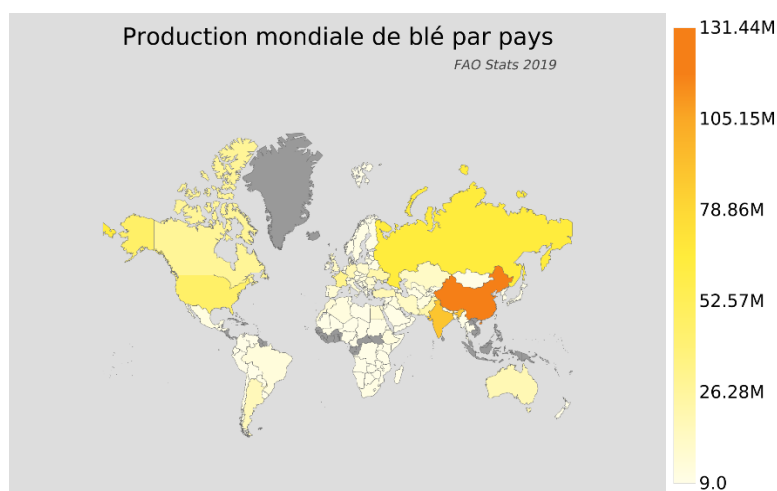 Production mondiale de blé par pays
FAO Stats 2019
131.44M
105.15M
78.86M
52.57M
26.28M
9.0